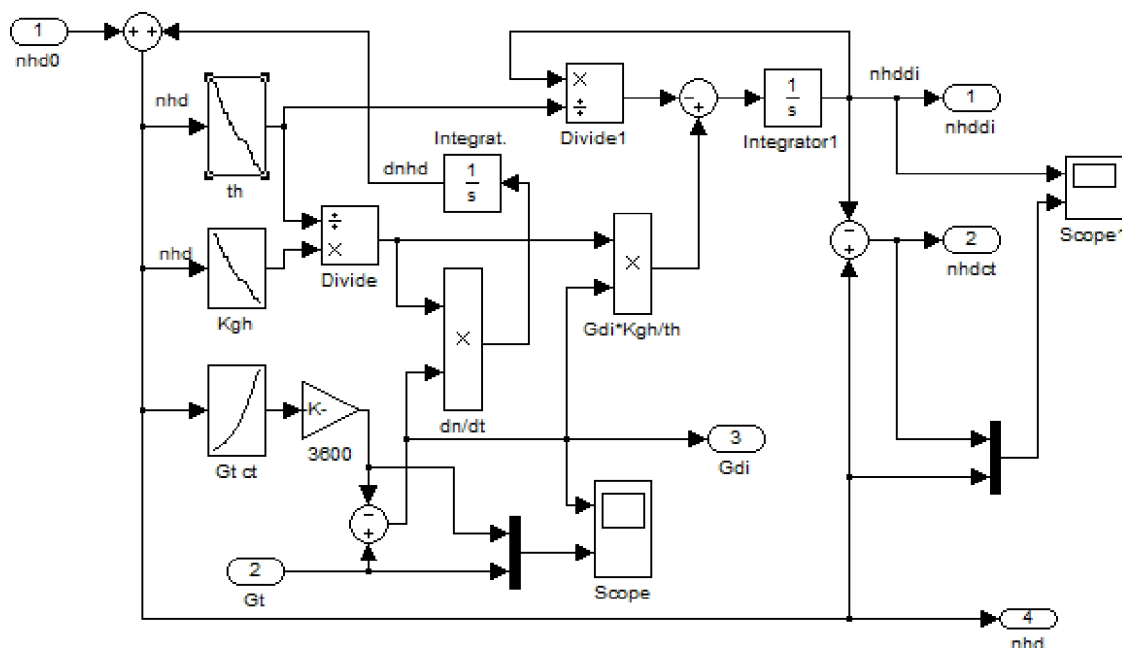 1
nhd0
+ +
nhd
th
nhd
Kgh
Gt ct
K-
3600
2
Gt
−
+
÷
×
Divide
Integrat.
1
s
dnhd
×
dn/dt
×
÷
Divide1
−
+
1
s
Integrator1
×
Gdi*Kgh/th
3
Gdi
Scope
nhddi
1
nhddi
−
+
2
nhdct
Scope1
4
nhd